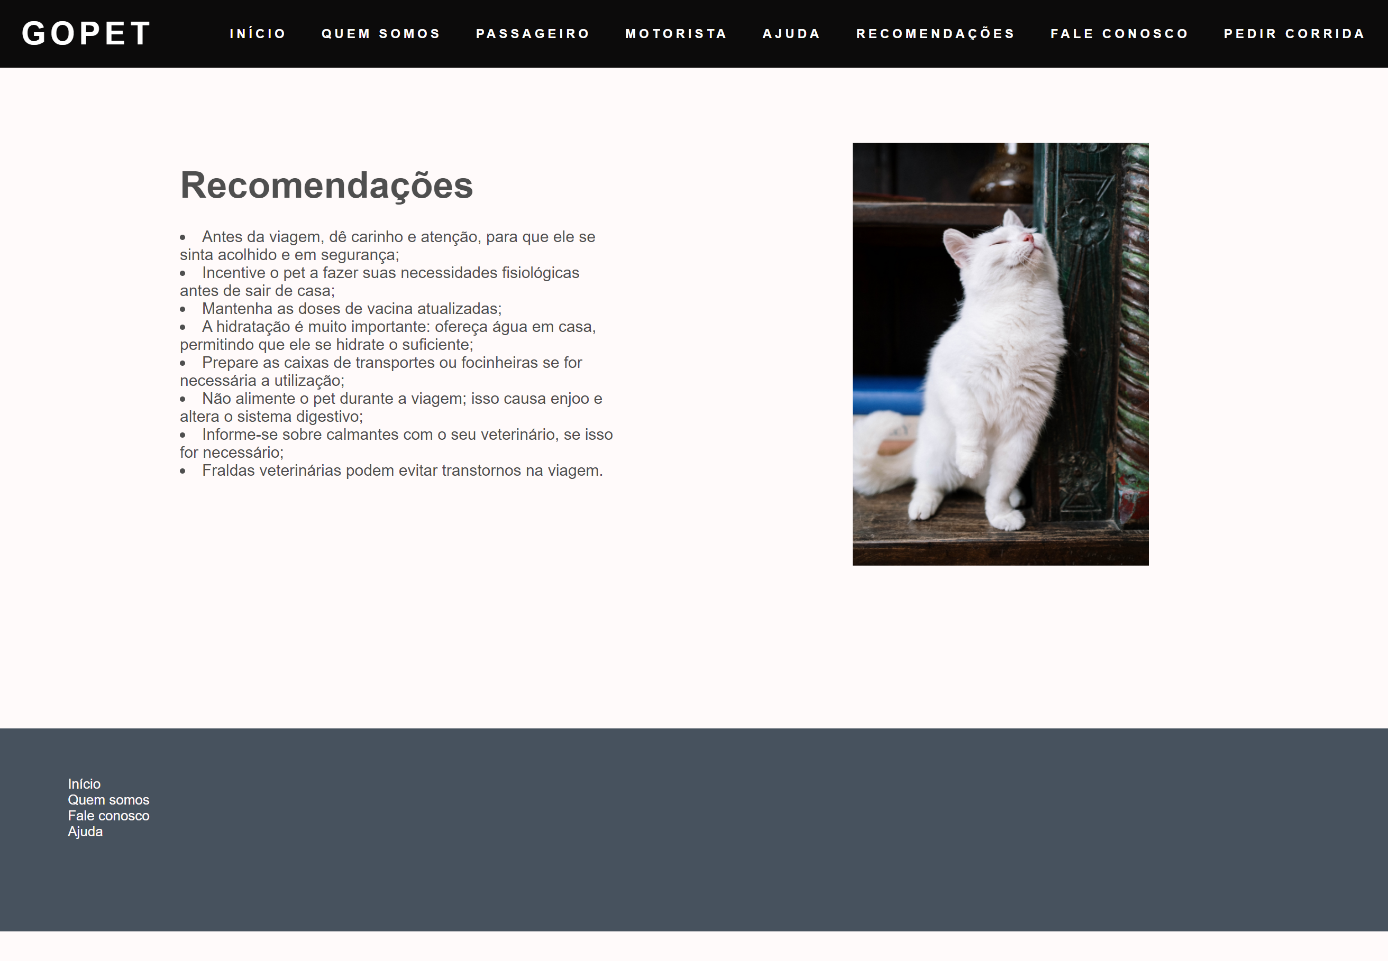 GOPET
INÍCIO
QUEM SOMOS
PASSAGEIRO
MOTORISTA
AJUDA
RECOMENDAÇÕES
FALE CONOSCO
PEDIR CORRIDA
Recomendações
• Antes da viagem, dê carinho e atenção, para que ele se
sinta acolhido e em segurança;
• Incentive o pet a fazer suas necessidades fisiológicas
antes de sair de casa;
• Mantenha as doses de vacina atualizadas;
• A hidratação é muito importante: ofereça água em casa,
permitindo que ele se hidrate o suficiente;
• Prepare as caixas de transportes ou focinheiras se for
necessária a utilização;
• Não alimente o pet durante a viagem; isso causa enjoo e
altera o sistema digestivo;
• Informe-se sobre calmantes com o seu veterinário, se isso
for necessário;
• Fraldas veterinárias podem evitar transtornos na viagem.
Início
Quem somos
Fale conosco
Ajuda